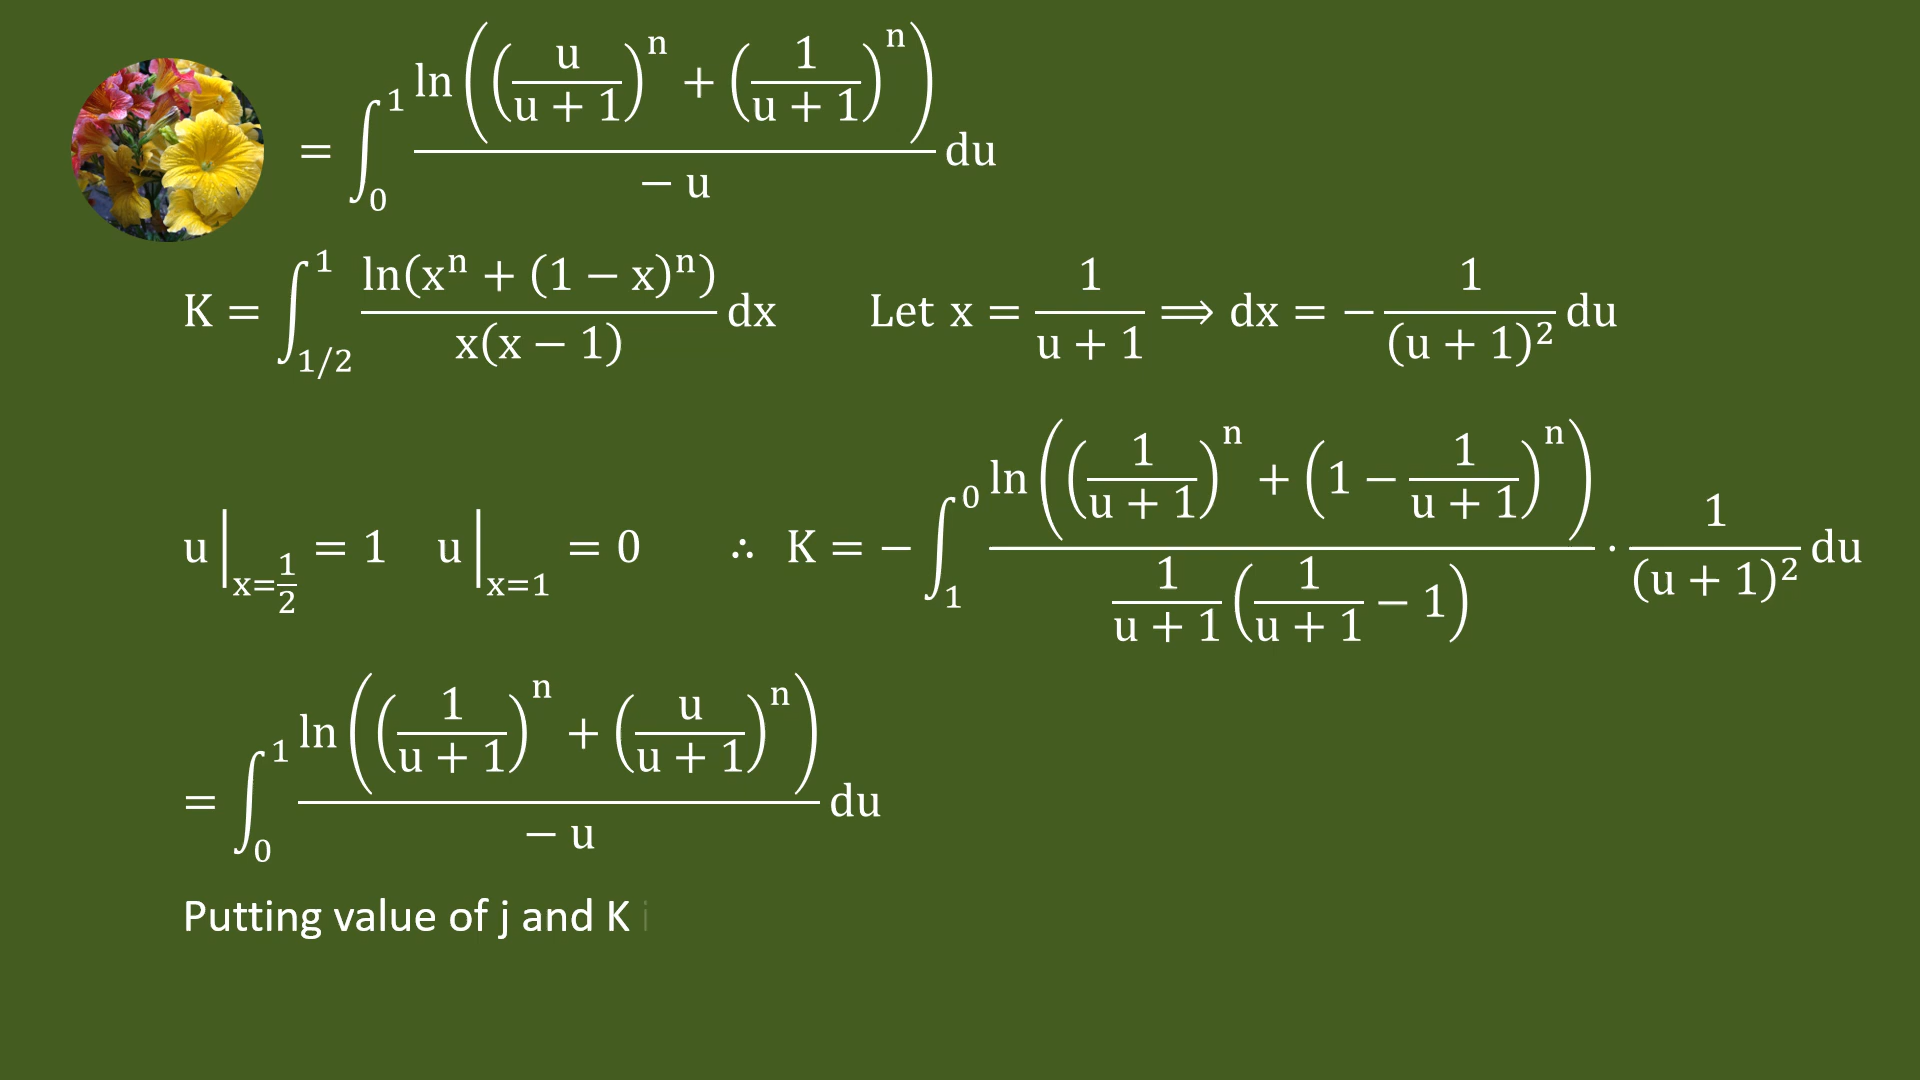 = ∫₀¹ ln((u/(u + 1))ⁿ + (1/(u + 1))ⁿ) / (− u) du
K = ∫_{1/2}^{1} ln(xⁿ + (1 − x)ⁿ) / (x(x − 1)) dx Let x = 1/(u + 1) ⟹ dx = − 1/(u + 1)² du
u|_{x=1/2} = 1 u|_{x=1} = 0 ∴ K = − ∫₁⁰ ln((1/(u + 1))ⁿ + (1 − 1/(u + 1))ⁿ) / (1/(u + 1) (1/(u + 1) − 1)) · 1/(u + 1)² du
= ∫₀¹ ln((1/(u + 1))ⁿ + (u/(u + 1))ⁿ) / (− u) du
Putting value of j and K i